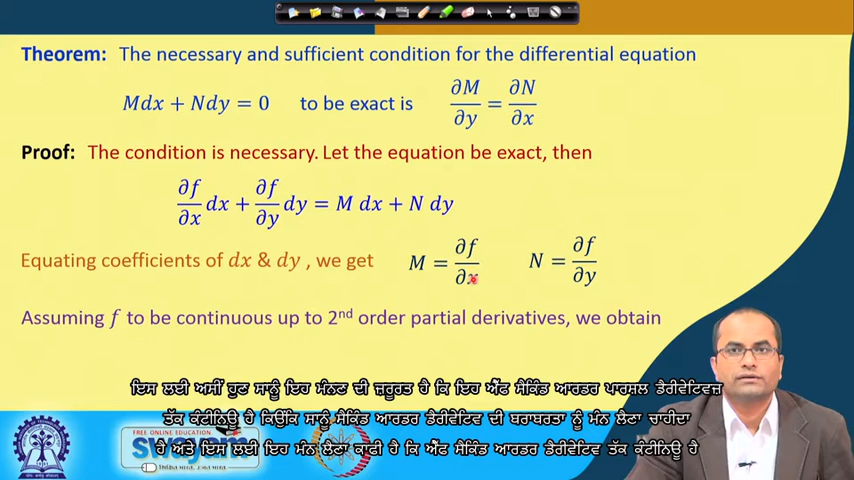 Theorem: The necessary and sufficient condition for the differential equation
Mdx + Ndy = 0 to be exact is ∂M/∂y = ∂N/∂x
Proof: The condition is necessary. Let the equation be exact, then
∂f/∂x dx + ∂f/∂y dy = M dx + N dy
Equating coefficients of dx & dy , we get M = ∂f/∂x N = ∂f/∂y
Assuming f to be continuous up to 2nd order partial derivatives, we obtain
ਇਸ ਲਈ ਅਸੀਂ ਹੁਣ ਸਾਨੂੰ ਇਹ ਮੰਨਣ ਦੀ ਜ਼ਰੂਰਤ ਹੈ ਕਿ ਇਹ ਐੱਫ ਸੈਕਿੰਡ ਆਰਡਰ ਪਾਰਸ਼ਲ ਡੈਰੀਵੇਟਿਵਜ਼
ਤੱਕ ਕੰਟੀਨਿਊ ਹੈ ਕਿਉਂਕਿ ਸਾਨੂੰ ਸੈਕਿੰਡ ਆਰਡਰ ਡੈਰੀਵੇਟਿਵ ਦੀ ਬਰਾਬਰਤਾ ਨੂੰ ਮੰਨ ਲੈਣਾ ਚਾਹੀਦਾ
ਹੈ ਅਤੇ ਇਸ ਲਈ ਇਹ ਮੰਨ ਲੈਣਾ ਕਾਫੀ ਹੈ ਕਿ ਐੱਫ ਸੈਕਿੰਡ ਆਰਡਰ ਡੈਰੀਵੇਟਿਵ ਤੱਕ ਕੰਟੀਨਿਊ ਹੈ
FREE ONLINE EDUCATION
swayam